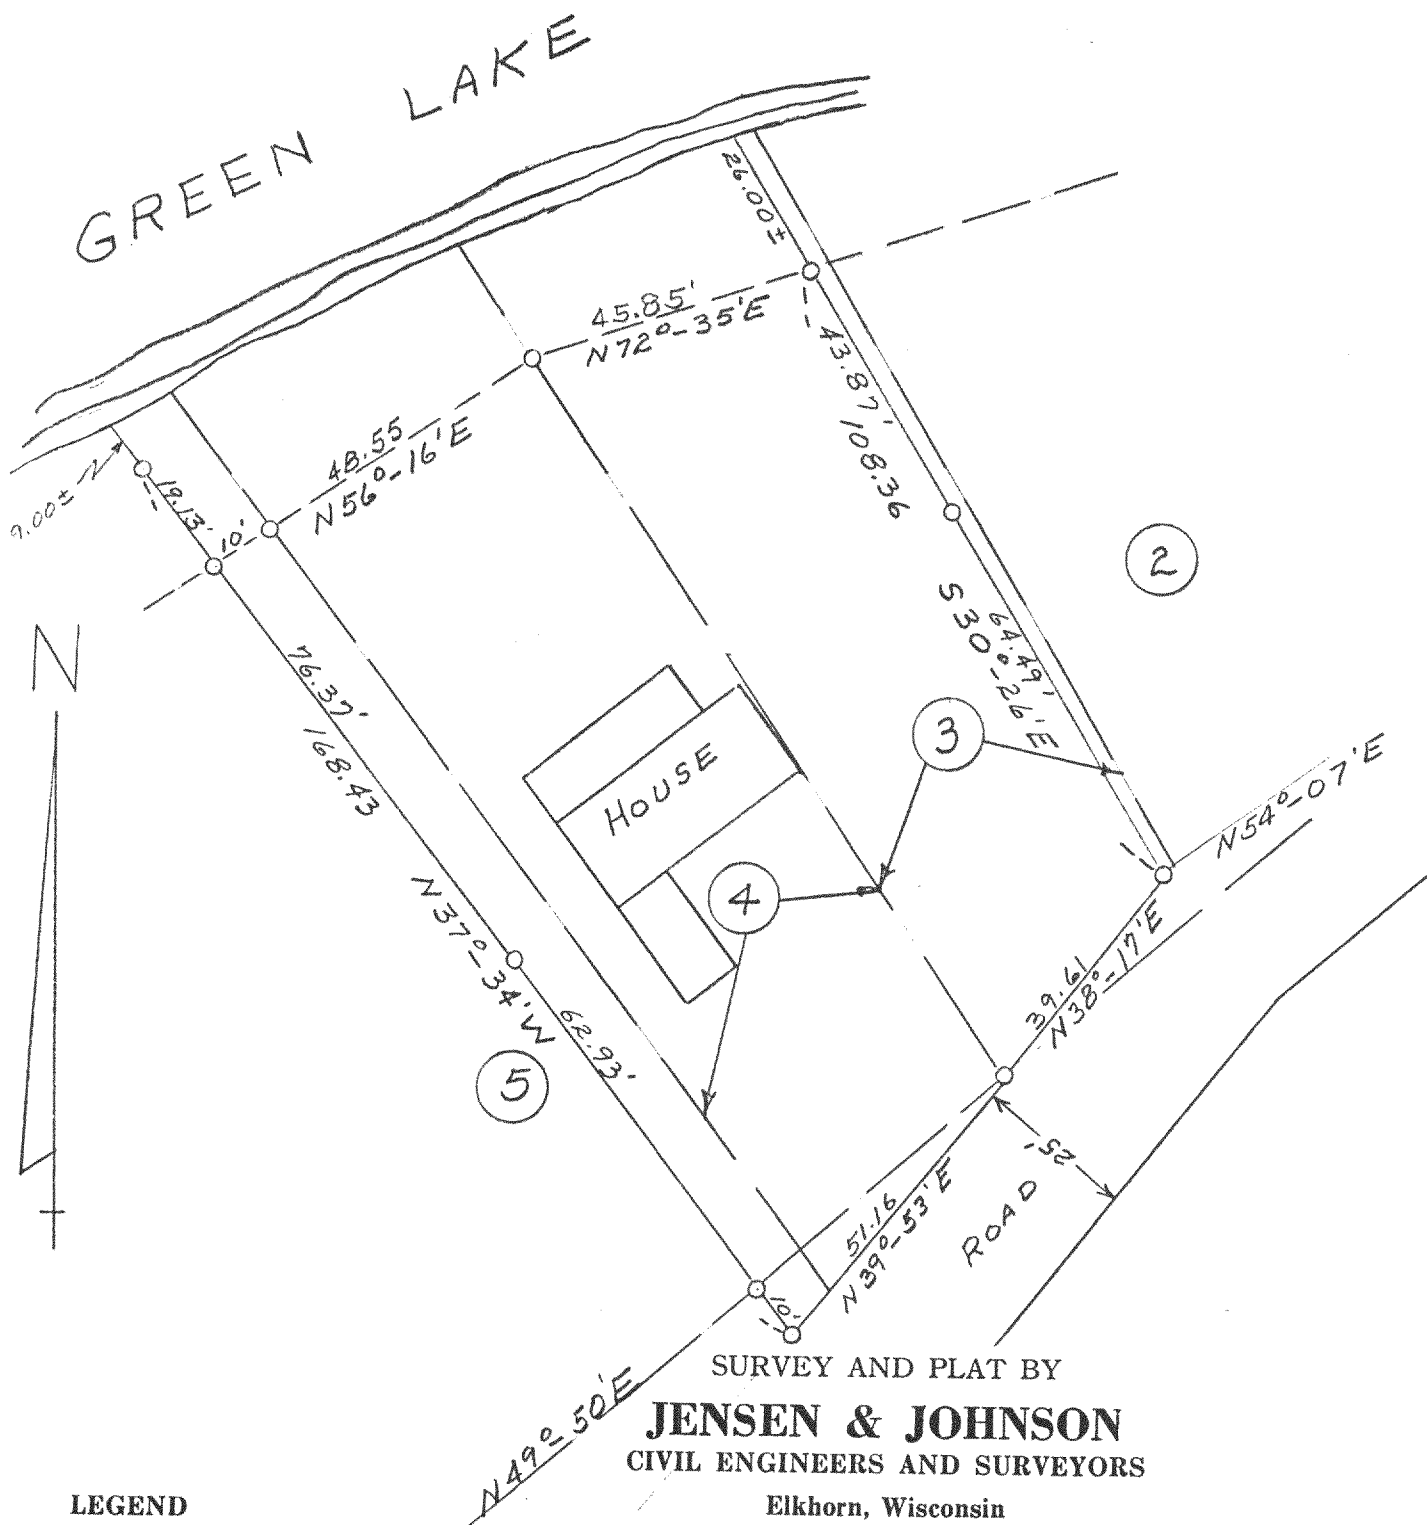 GREEN LAKE
26.00±
45.85'
N72°-35'E
43.87'
108.36
48.55
N56°-16'E
9.00±
19.13'
10'
2
N
S30°-26'E
64.49'
76.37'
168.43
3
HOUSE
N54°-07'E
4
N37°-34'W
39.61
N38°-17'E
62.93'
5
25'
51.16
N39°-53'E
ROAD
10'
N49°-50'E
SURVEY AND PLAT BY
JENSEN & JOHNSON
CIVIL ENGINEERS AND SURVEYORS
LEGEND
Elkhorn, Wisconsin